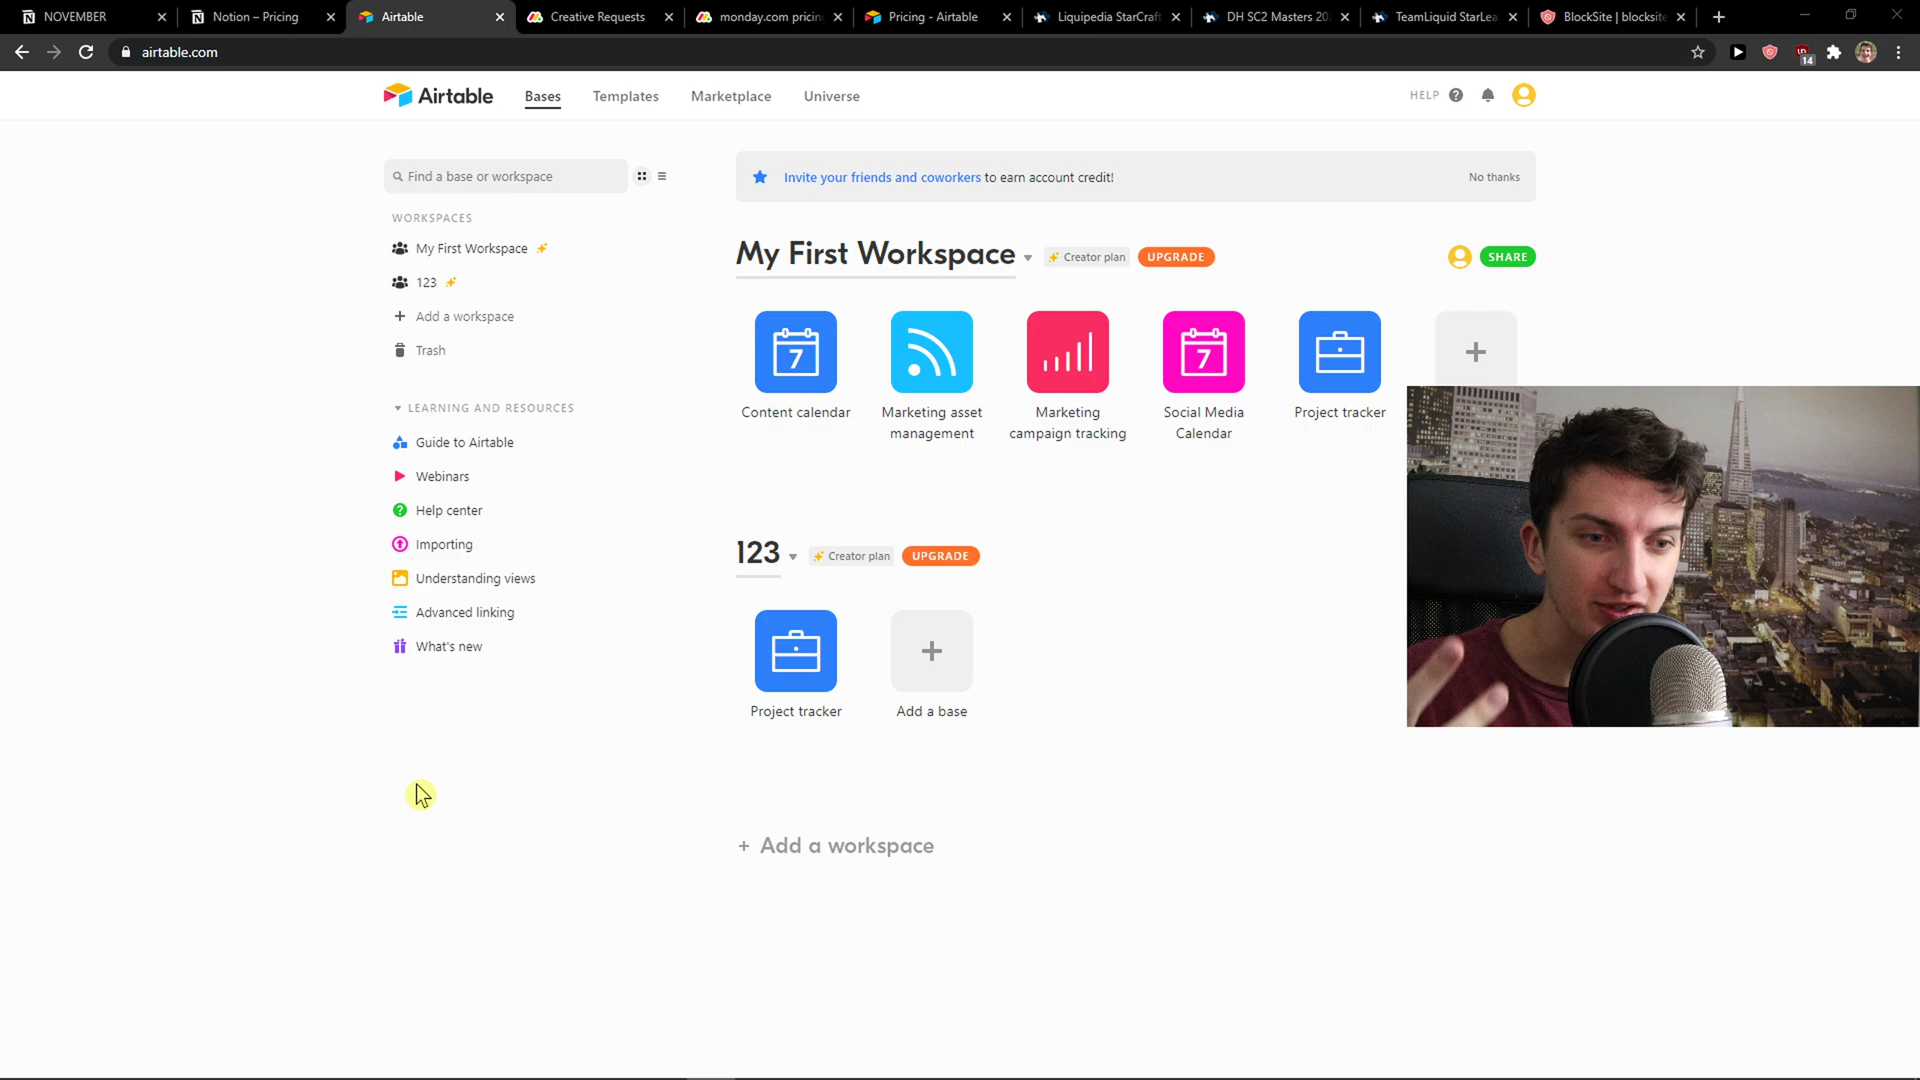 NOVEMBER
Notion – Pricing
Airtable
Creative Requests
monday.com pricin
Pricing - Airtable
Liquipedia StarCraft
DH SC2 Masters 202
TeamLiquid StarLea
BlockSite | blocksite
airtable.com
14
Airtable
Bases
Templates
Marketplace
Universe
HELP
Find a base or workspace
WORKSPACES
My First Workspace
123
+ Add a workspace
Trash
LEARNING AND RESOURCES
Guide to Airtable
Webinars
Help center
Importing
Understanding views
Advanced linking
What's new
Invite your friends and coworkers to earn account credit!
No thanks
My First Workspace
Creator plan
UPGRADE
SHARE
7
7
Content calendar
Marketing asset
management
Marketing
campaign tracking
Social Media
Calendar
Project tracker
123
Creator plan
UPGRADE
Project tracker
Add a base
+ Add a workspace